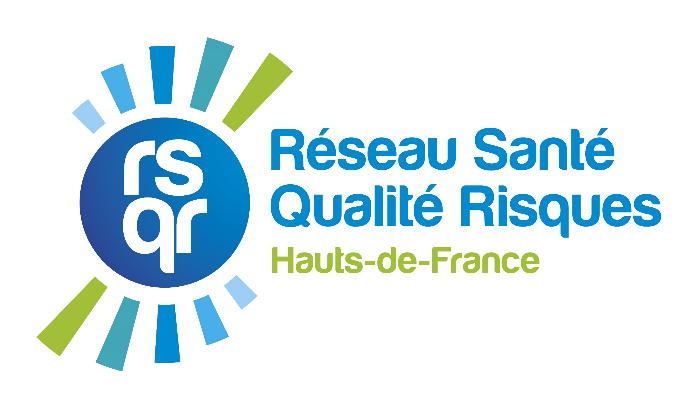 rs
qr
Réseau Santé
Qualité Risques
Hauts-de-France